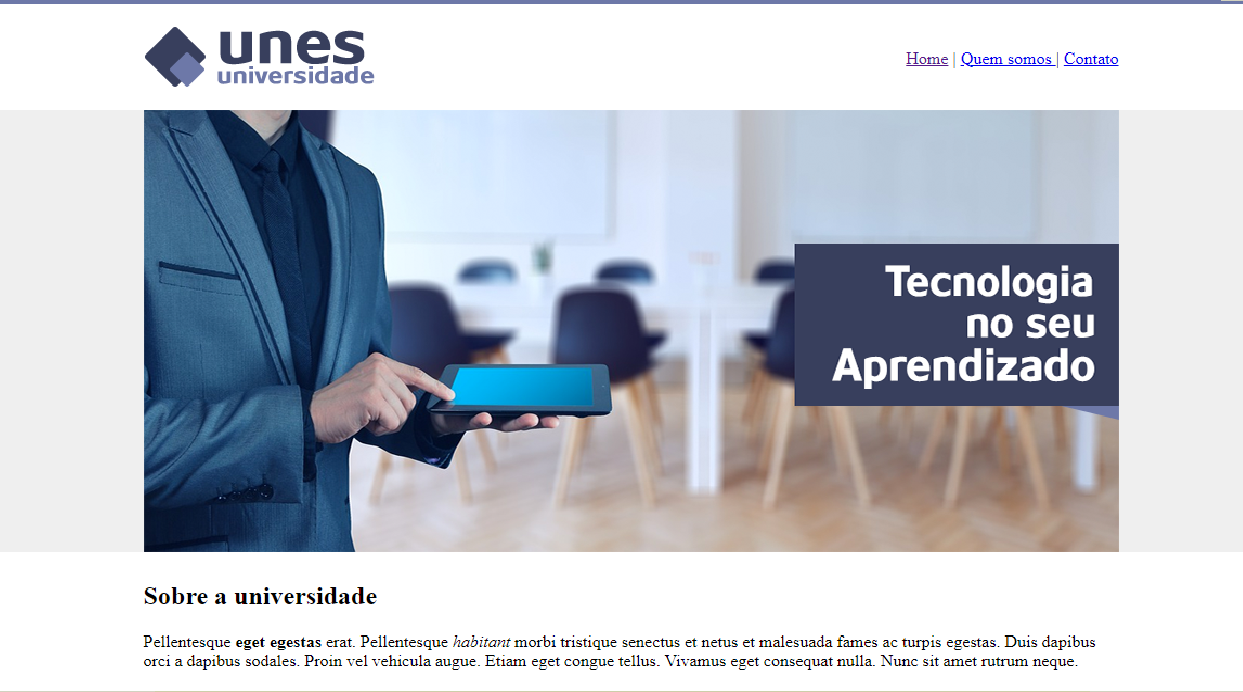 unes
universidade
Home | Quem somos | Contato
Tecnologia
no seu
Aprendizado
Sobre a universidade
Pellentesque eget egestas erat. Pellentesque habitant morbi tristique senectus et netus et malesuada fames ac turpis egestas. Duis dapibus
orci a dapibus sodales. Proin vel vehicula augue. Etiam eget congue tellus. Vivamus eget consequat nulla. Nunc sit amet rutrum neque.